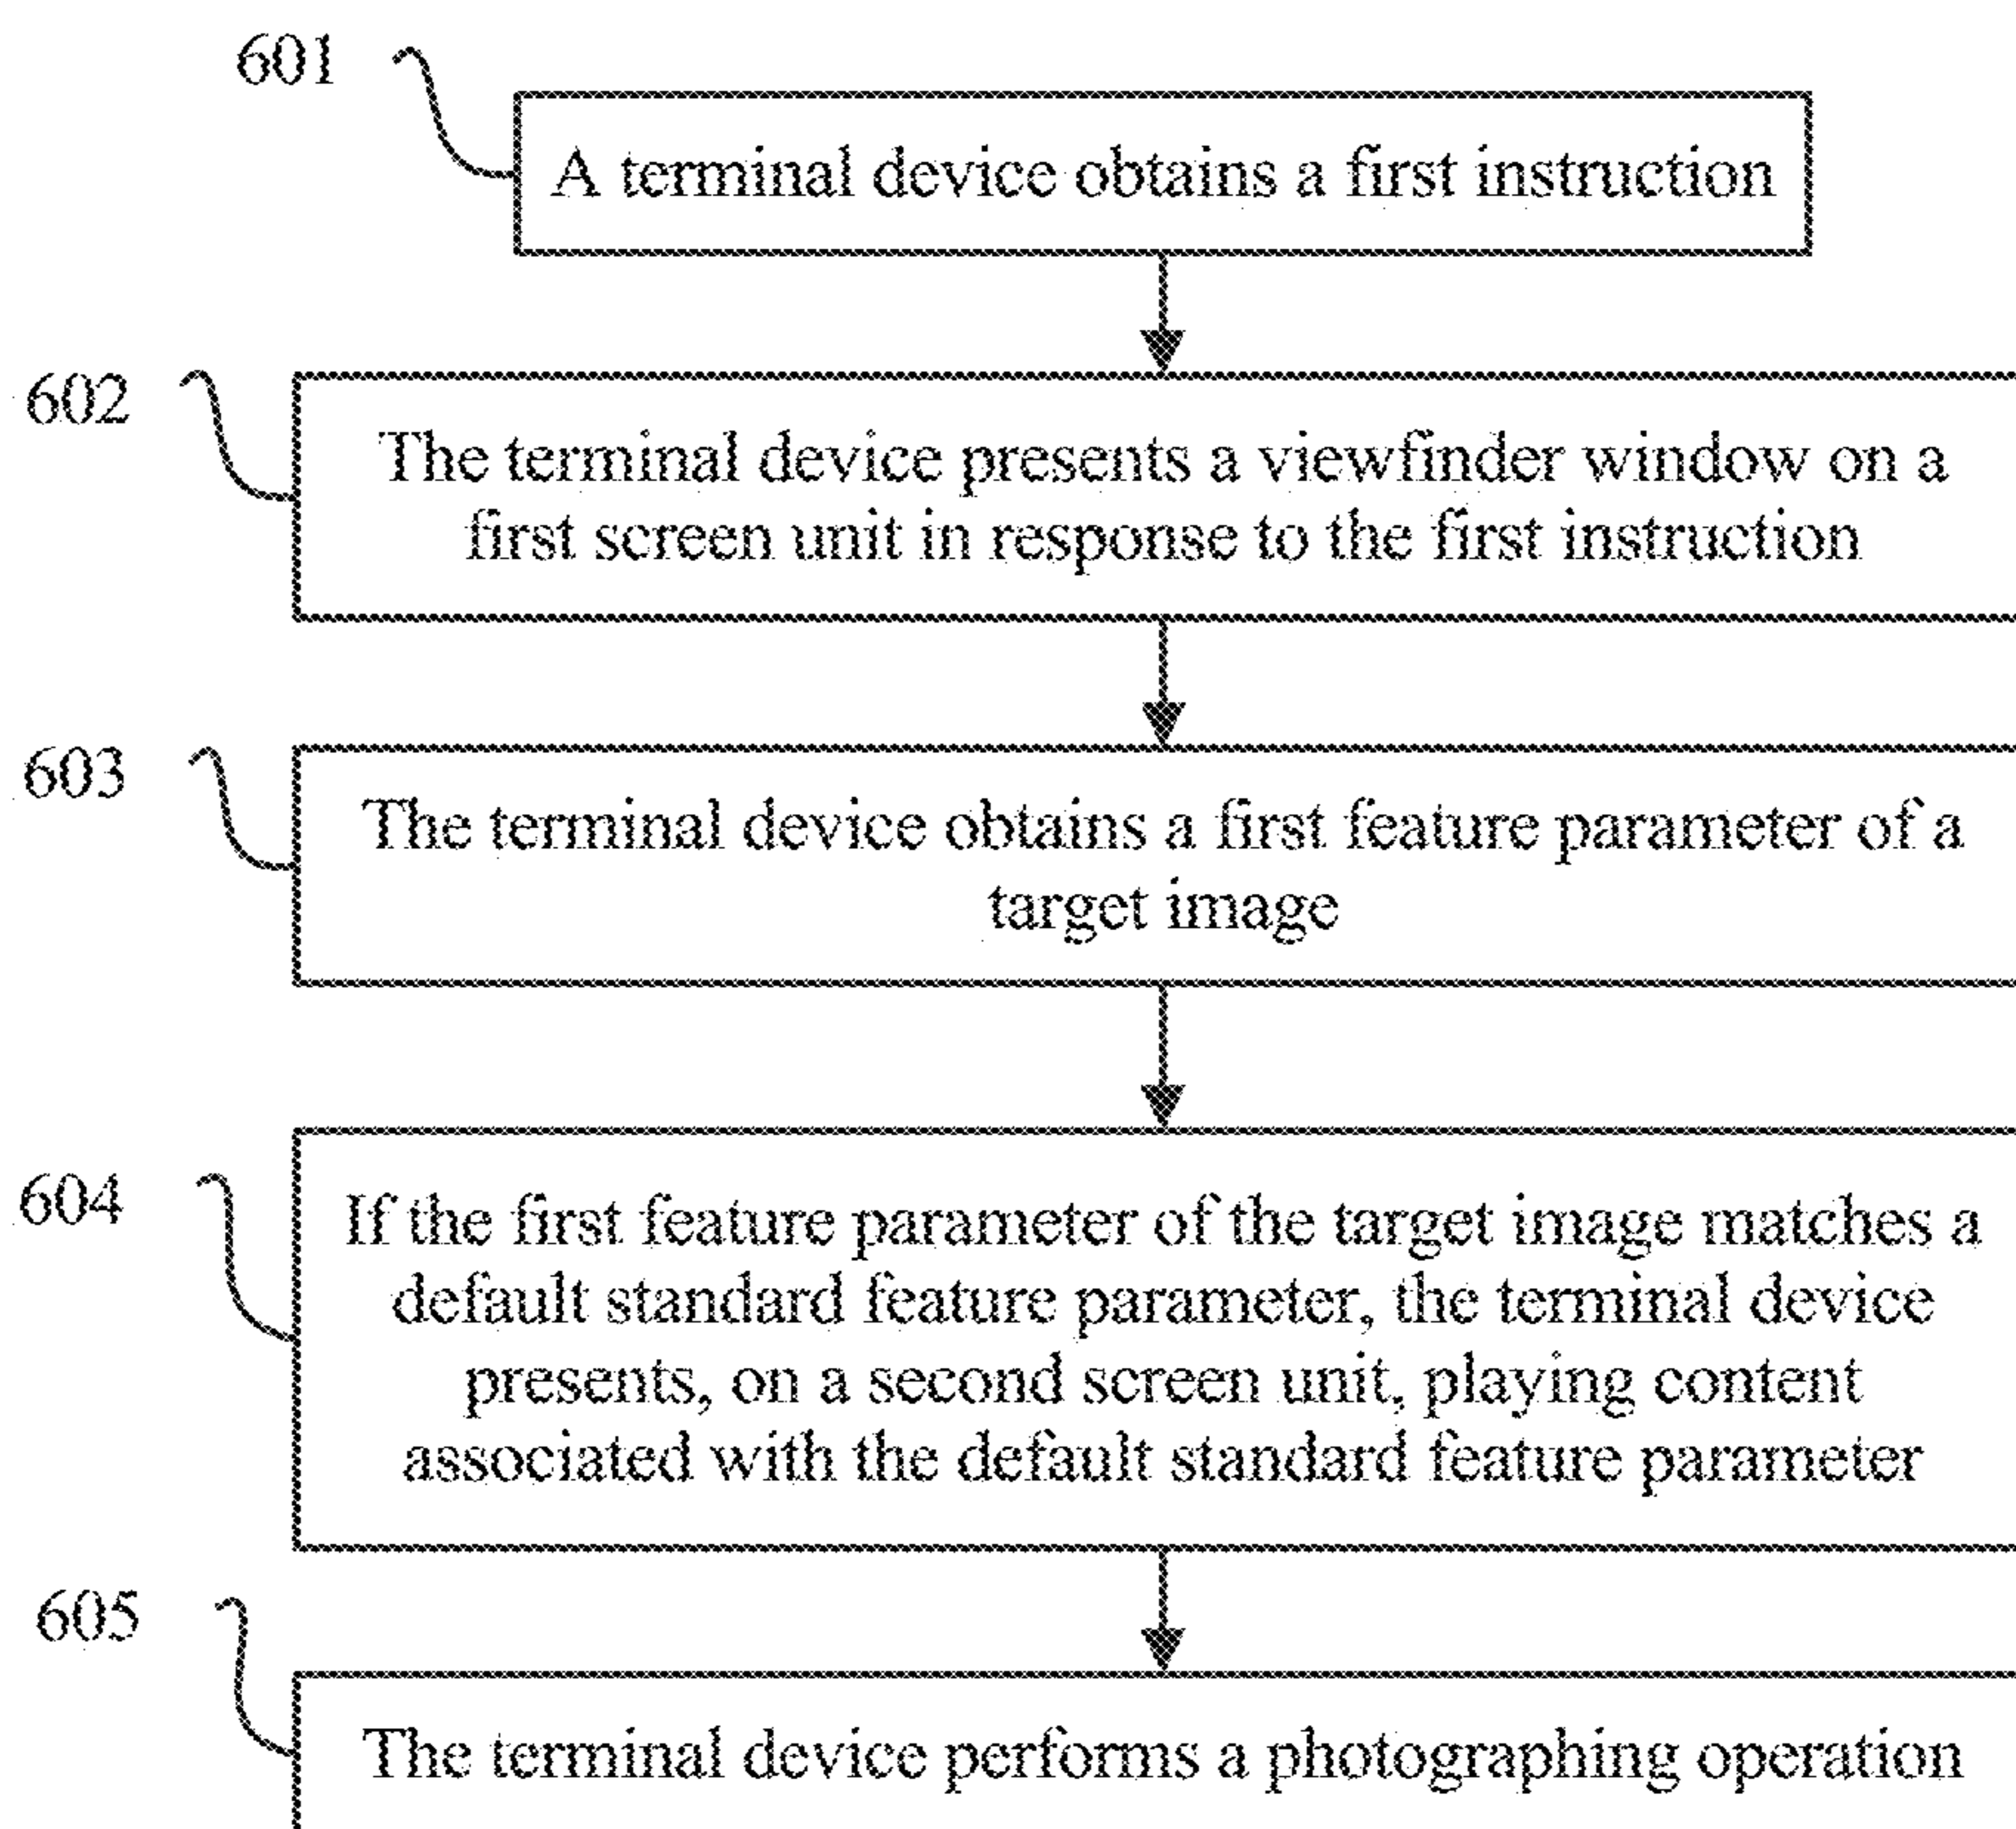 601
A terminal device obtains a first instruction
602
The terminal device presents a viewfinder window on a
first screen unit in response to the first instruction
603
The terminal device obtains a first feature parameter of a
target image
604
If the first feature parameter of the target image matches a
default standard feature parameter, the terminal device
presents, on a second screen unit, playing content
associated with the default standard feature parameter
605
The terminal device performs a photographing operation